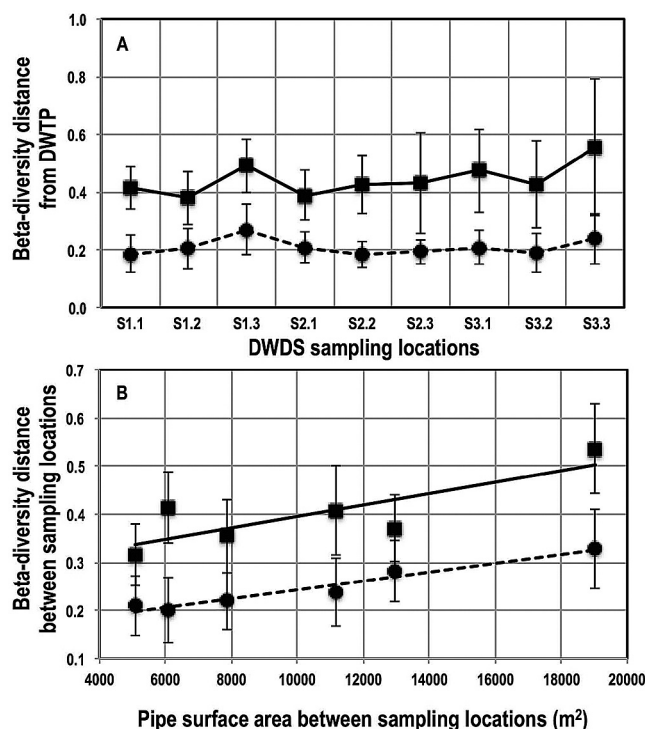 A
Beta-diversity distance
from DWTP
1.0
0.8
0.6
0.4
0.2
0.0
S1.1 S1.2 S1.3 S2.1 S2.2 S2.3 S3.1 S3.2 S3.3
DWDS sampling locations
B
Beta-diversity distance
between sampling locations
0.7
0.6
0.5
0.4
0.3
0.2
0.1
4000 6000 8000 10000 12000 14000 16000 18000 20000
Pipe surface area between sampling locations (m²)